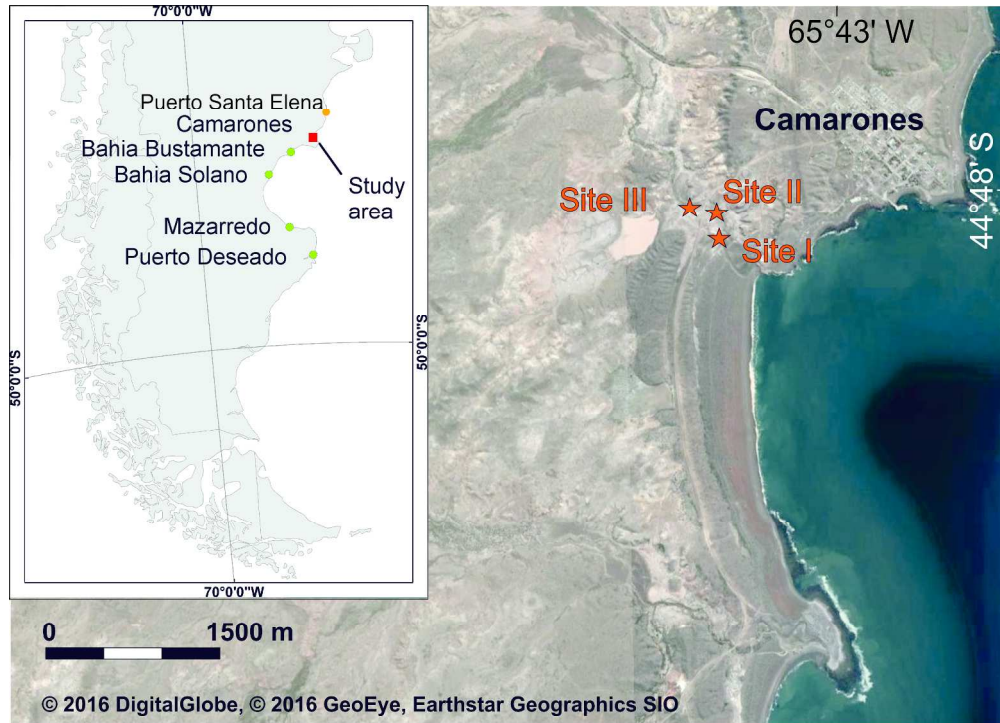 70°0'0"W
Puerto Santa Elena
Camarones
Bahia Bustamante
Bahia Solano
Study
area
Mazarredo
Puerto Deseado
50°0'0"S
50°0'0"S
70°0'0"W
65°43' W
Camarones
44°48' S
Site III
Site II
Site I
0 1500 m
© 2016 DigitalGlobe, © 2016 GeoEye, Earthstar Geographics SIO